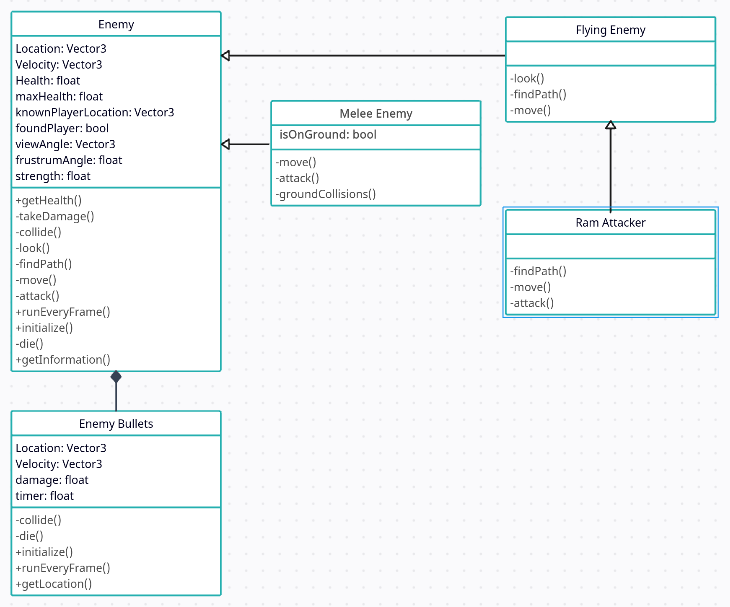 Enemy
Location: Vector3
Velocity: Vector3
Health: float
maxHealth: float
knownPlayerLocation: Vector3
foundPlayer: bool
viewAngle: Vector3
frustrumAngle: float
strength: float
+getHealth()
-takeDamage()
-collide()
-look()
-findPath()
-move()
-attack()
+runEveryFrame()
+initialize()
-die()
+getInformation()
Melee Enemy
isOnGround: bool
-move()
-attack()
-groundCollisions()
Flying Enemy
-look()
-findPath()
-move()
Ram Attacker
-findPath()
-move()
-attack()
Enemy Bullets
Location: Vector3
Velocity: Vector3
damage: float
timer: float
-collide()
-die()
+initialize()
+runEveryFrame()
+getLocation()